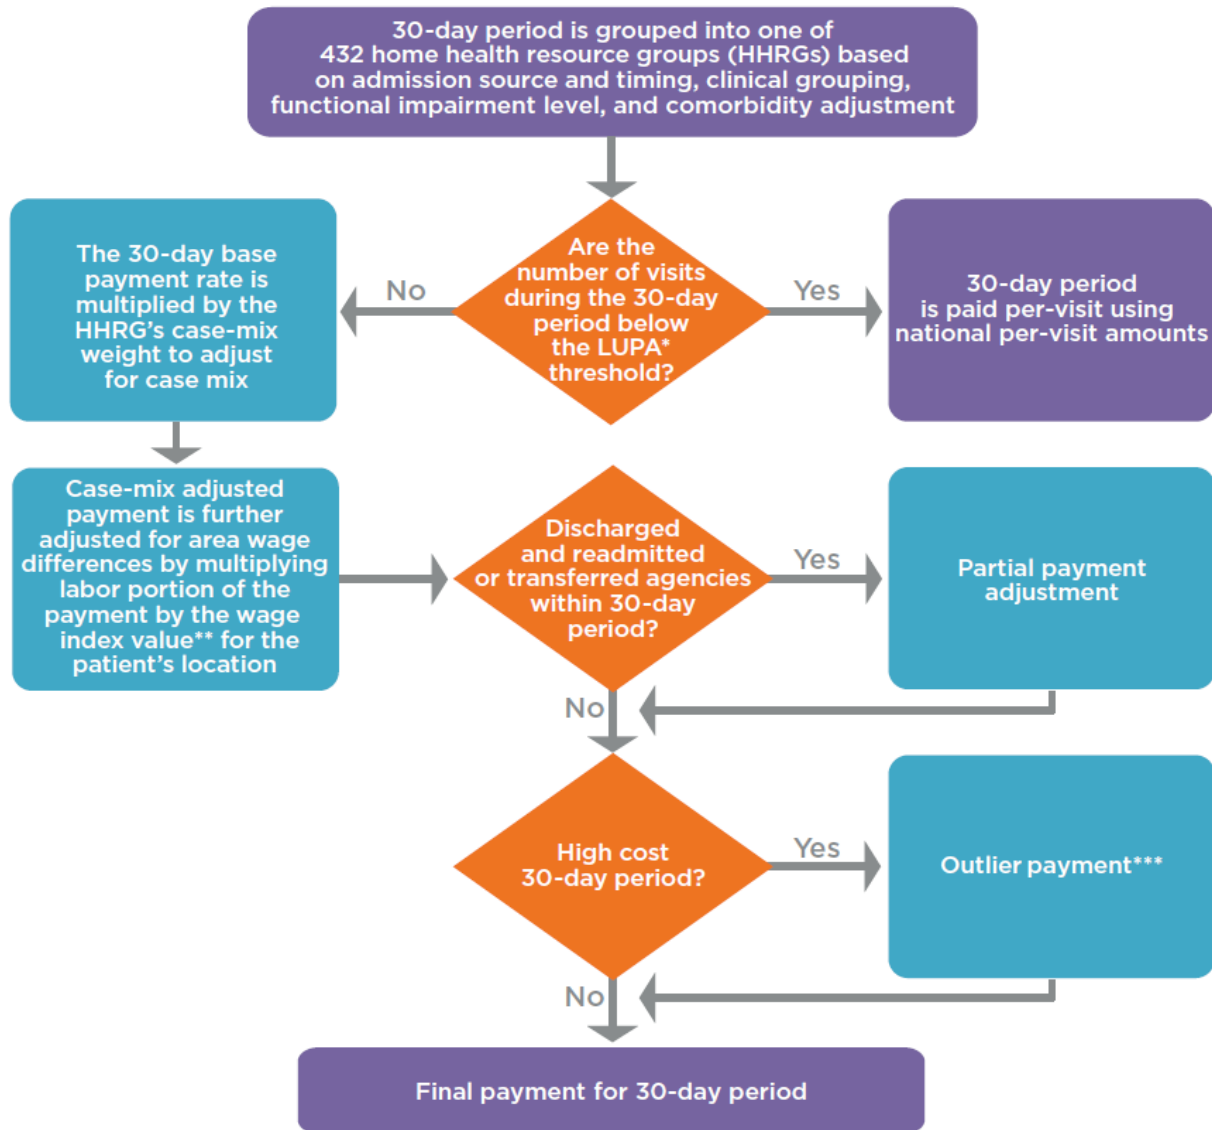 30-day period is grouped into one of
432 home health resource groups (HHRGs) based
on admission source and timing, clinical grouping,
functional impairment level, and comorbidity adjustment
The 30-day base
payment rate is
multiplied by the
HHRG's case-mix
weight to adjust
for case mix
No
Are the
number of visits
during the 30-day
period below
the LUPA*
threshold?
Yes
30-day period
is paid per-visit using
national per-visit amounts
Case-mix adjusted
payment is further
adjusted for area wage
differences by multiplying
labor portion of the
payment by the wage
index value** for the
patient's location
Discharged
and readmitted
or transferred agencies
within 30-day
period?
Yes
Partial payment
adjustment
No
High cost
30-day period?
Yes
Outlier payment***
No
Final payment for 30-day period